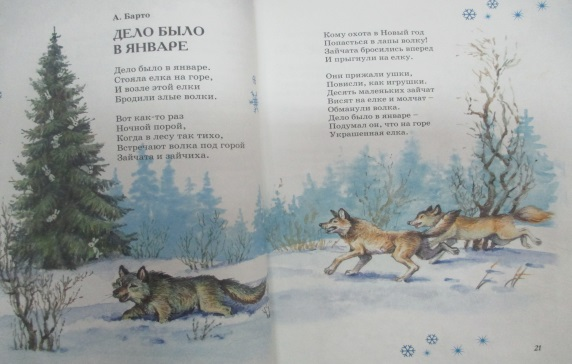 А. Барто
ДЕЛО БЫЛО
В ЯНВАРЕ
Дело было в январе.
Стояла елка на горе,
И возле этой елки
Бродили злые волки.
Вот как-то раз
Ночной порой,
Когда в лесу так тихо,
Встречают волка под горой
Зайчата и зайчиха.
Кому охота в Новый год
Попасться в лапы волку!
Зайчата бросились вперед
И прыгнули на елку.
Они прижали ушки,
Повисли, как игрушки.
Десять маленьких зайчат
Висят на елке и молчат –
Обманули волка.
Дело было в январе –
Подумал он, что на горе
Украшенная елка.
21